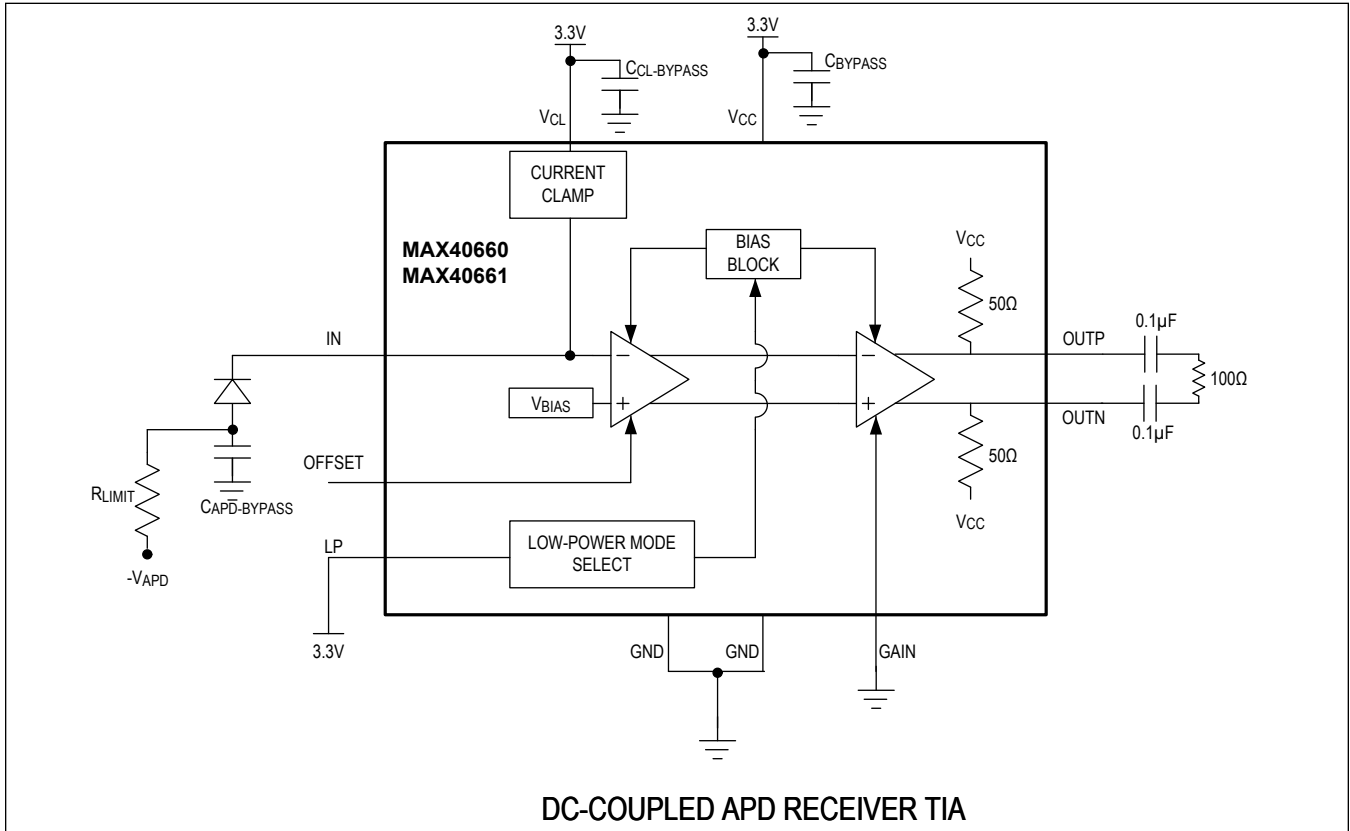 3.3V
3.3V
CCL-BYPASS
CBYPASS
VCL
VCC
CURRENT
CLAMP
MAX40660
MAX40661
BIAS
BLOCK
VCC
50Ω
0.1µF
IN
OUTP
100Ω
VBIAS
OUTN
0.1µF
OFFSET
50Ω
RLIMIT
CAPD-BYPASS
VCC
LP
LOW-POWER MODE
SELECT
-VAPD
3.3V
GND
GND
GAIN
DC-COUPLED APD RECEIVER TIA